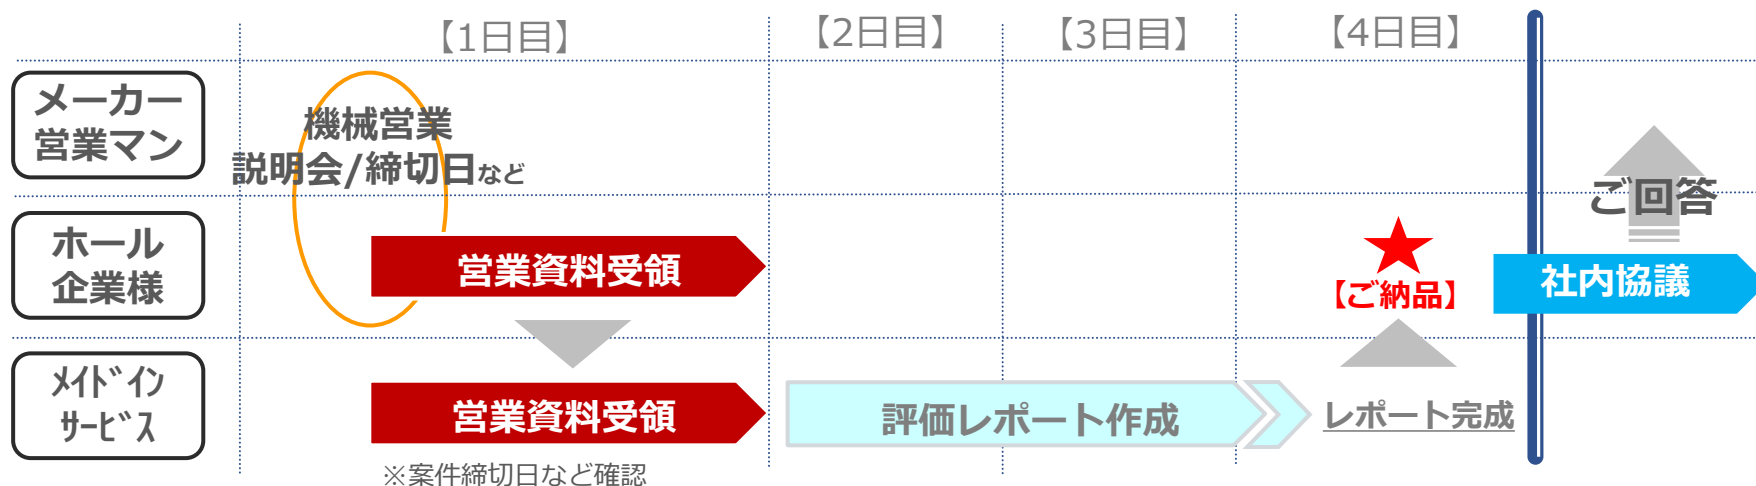 【1日目】
【2日目】
【3日目】
【4日目】
メーカー
営業マン
機械営業
説明会/締切日など
ご回答
ホール
企業様
営業資料受領
【ご納品】
社内協議
ﾒｲﾄﾞｲﾝ
ｻｰﾋﾞｽ
営業資料受領
評価レポート作成
レポート完成
※案件締切日など確認